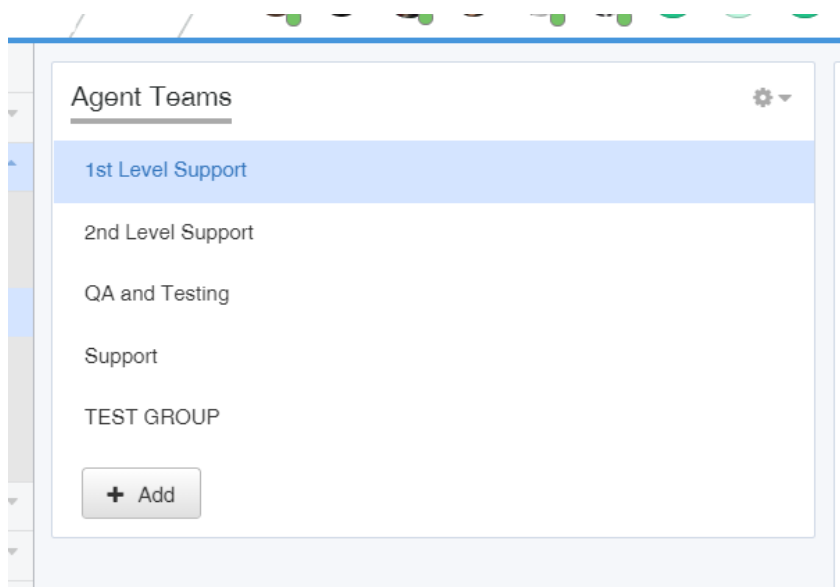 Agent Teams
1st Level Support
2nd Level Support
QA and Testing
Support
TEST GROUP
Add